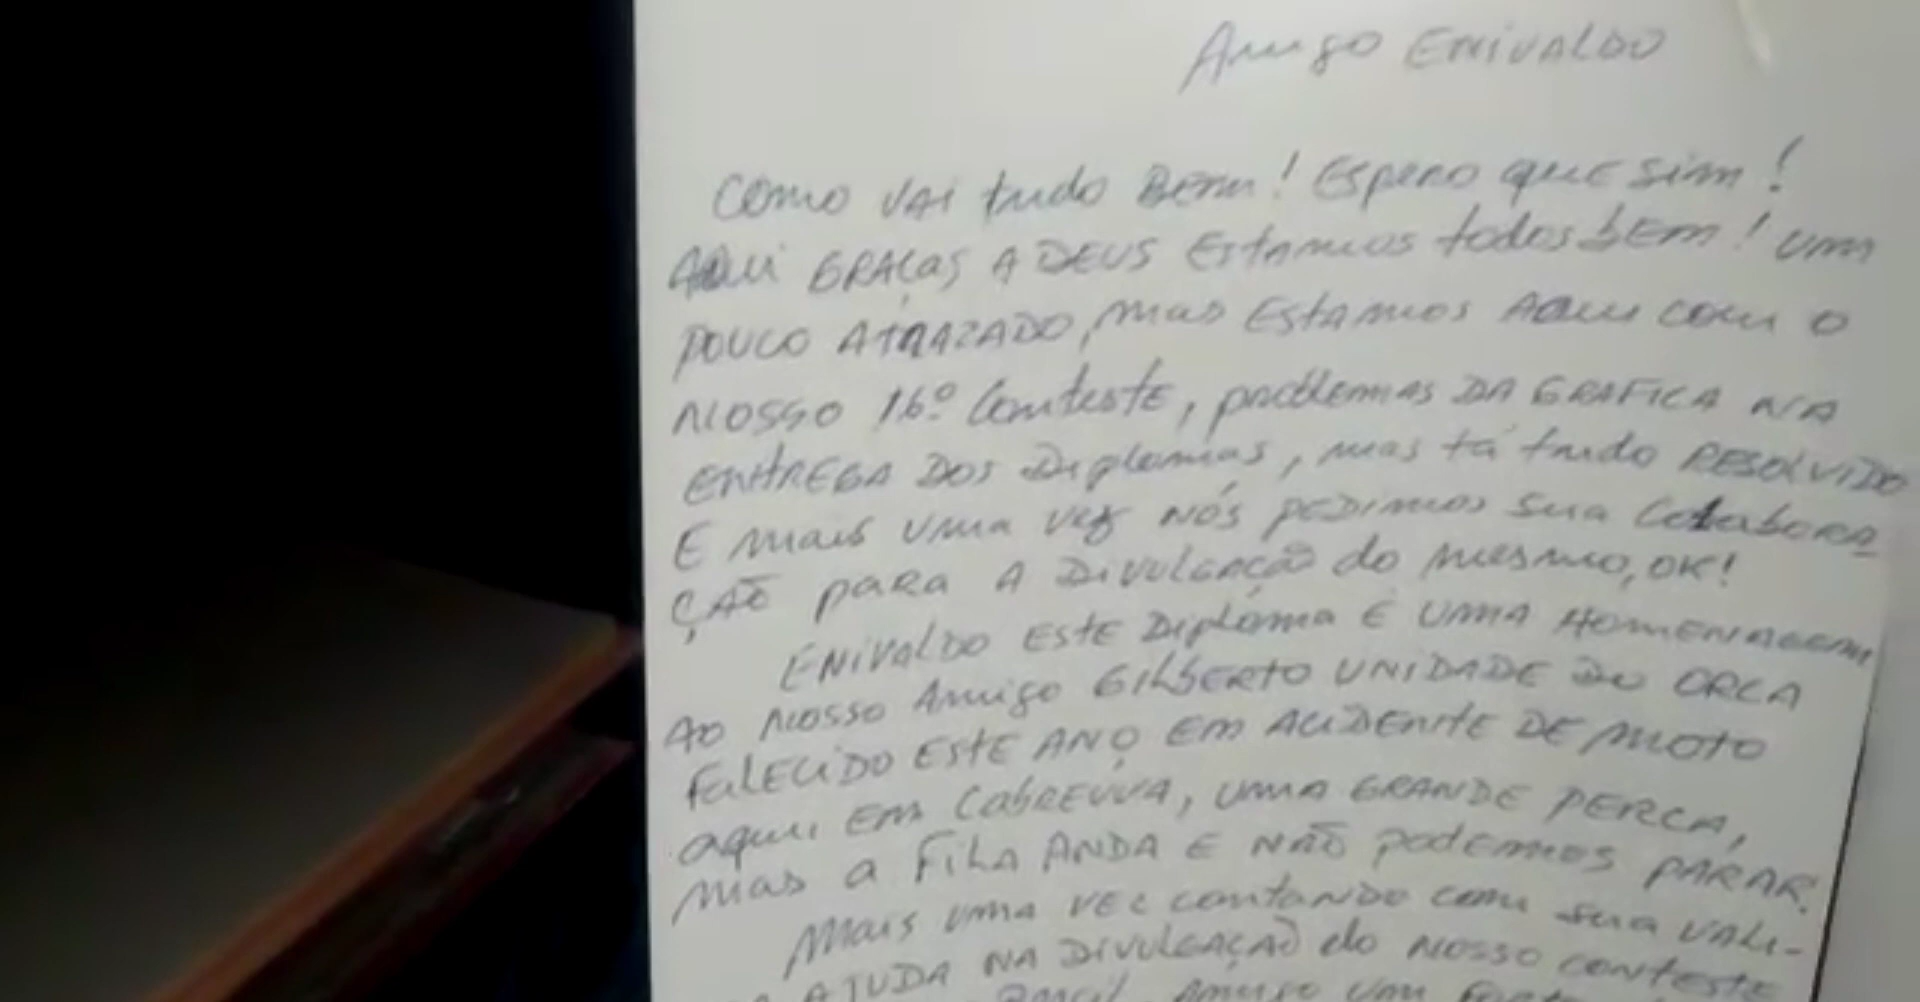 Amigo ENIVALDO
Como VAI tudo BEm! Espero que sim!
AQUI GRAÇAS A DEUS Estamos todos bEm! um
POUCO ATRAZADO, mas Estamos AQUI com o
NOSSO 16º Conteste, problemas DA GRAFICA NA
ENTREGA DOS Diplomas, mas tá tudo RESOLVIDO
E mais uma vez NÓS PEDIMOS sua Colabora
ÇÃO para A DIVULGAÇÃO do mesmo, OK!
ENIVALDO ESTE Diploma É UMA HOMENAGEM
AO NOSSO Amigo GILBERTO UNIDADE DO ORCA
FALECIDO ESTE ANO EM ACIDENTE DE MOTO
aqui Em CABREÚVA, UMA GRANDE PERCA,
mas a FILA ANDA E NÃO podemos PARAR.
Mais uma VEZ contando com sua VALI-
AJUDA NA DIVULGAÇÃO do NOSSO contestE
Brasil. Amigo um